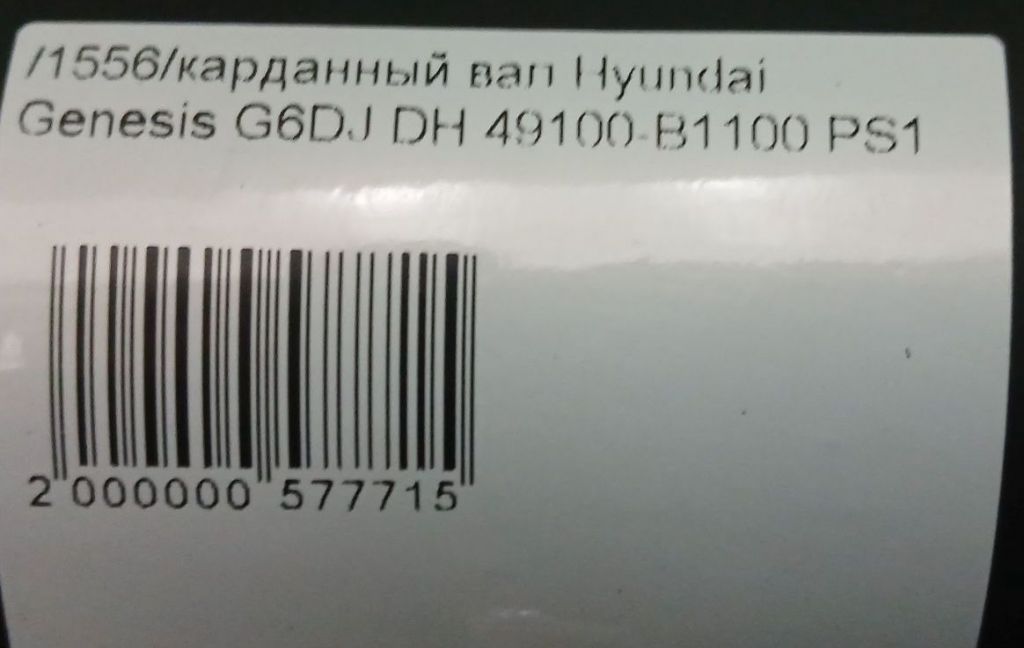 /1556/карданный вал Hyundai
Genesis G6DJ DH 49100-B1100 PS1
2 000000 577715